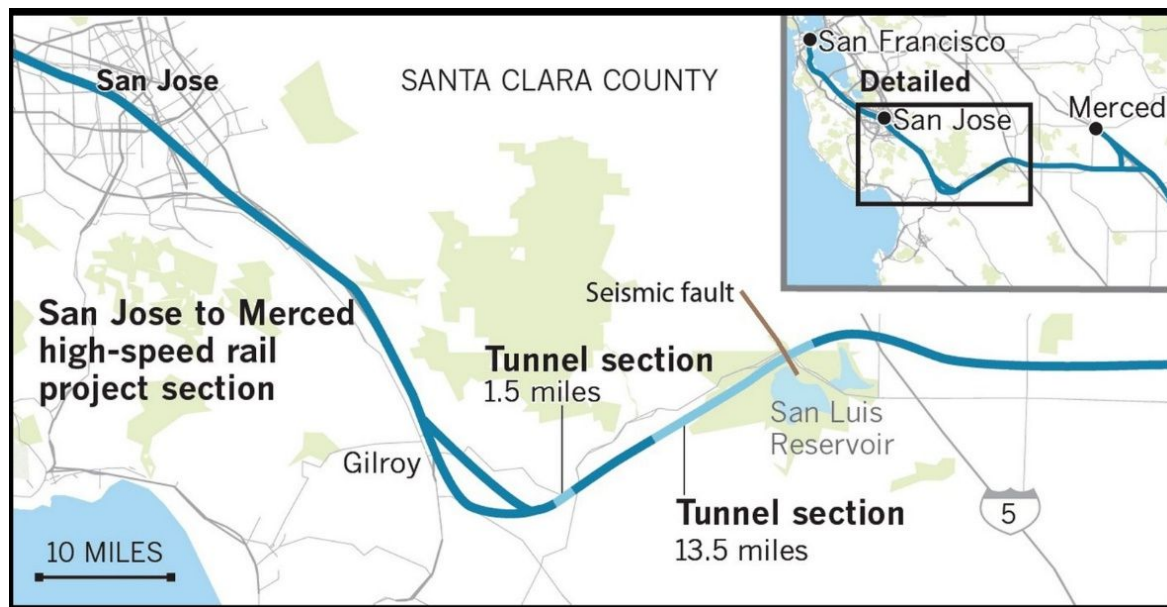 San Jose
SANTA CLARA COUNTY
San Francisco
Detailed
San Jose
Merced
San Jose to Merced
high-speed rail
project section
Seismic fault
Tunnel section
1.5 miles
San Luis
Reservoir
Gilroy
Tunnel section
13.5 miles
5
10 MILES